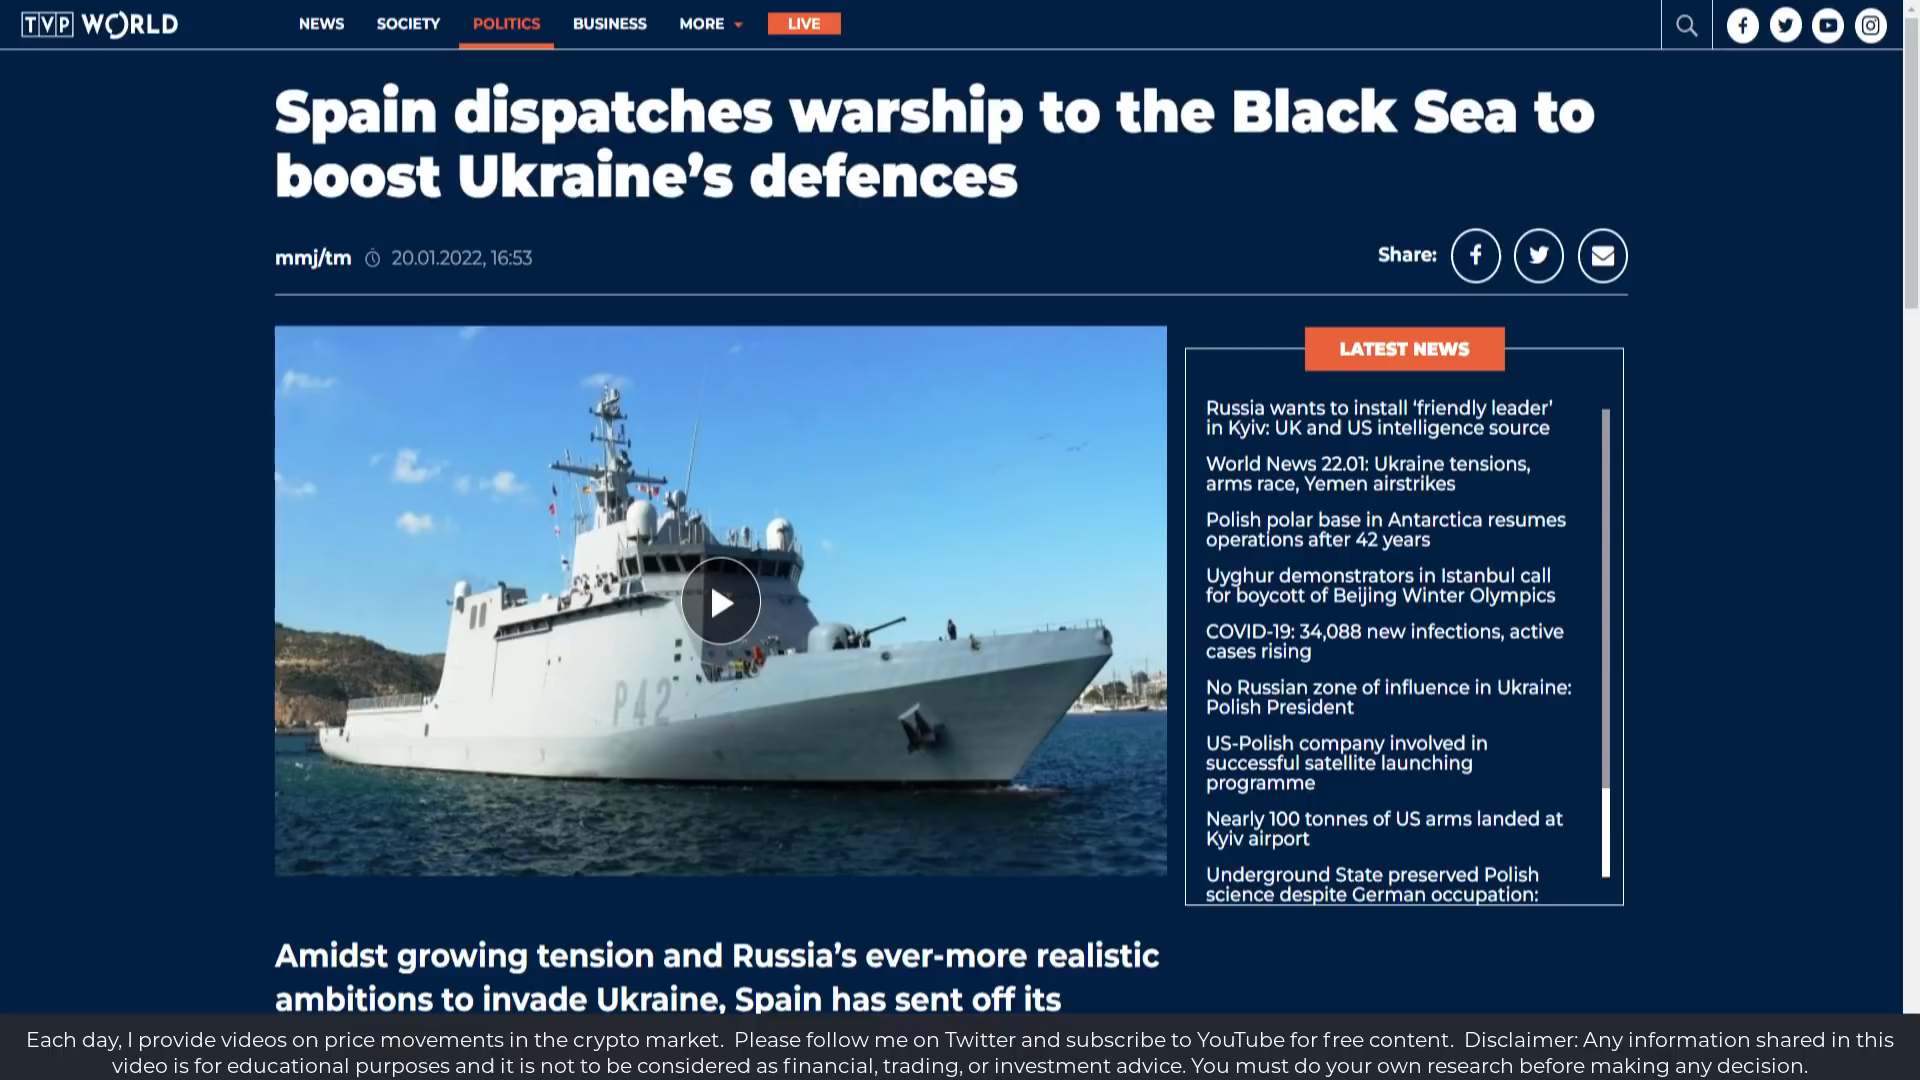 TVP WORLD
NEWS SOCIETY POLITICS BUSINESS MORE LIVE
Spain dispatches warship to the Black Sea to
boost Ukraine’s defences
mmj/tm 20.01.2022, 16:53
Share:
P42
LATEST NEWS
Russia wants to install ‘friendly leader’
in Kyiv: UK and US intelligence source
World News 22.01: Ukraine tensions,
arms race, Yemen airstrikes
Polish polar base in Antarctica resumes
operations after 42 years
Uyghur demonstrators in Istanbul call
for boycott of Beijing Winter Olympics
COVID-19: 34,088 new infections, active
cases rising
No Russian zone of influence in Ukraine:
Polish President
US-Polish company involved in
successful satellite launching
programme
Nearly 100 tonnes of US arms landed at
Kyiv airport
Underground State preserved Polish
science despite German occupation:
Amidst growing tension and Russia’s ever-more realistic
ambitions to invade Ukraine, Spain has sent off its
Each day, I provide videos on price movements in the crypto market. Please follow me on Twitter and subscribe to YouTube for free content. Disclaimer: Any information shared in this
video is for educational purposes and it is not to be considered as financial, trading, or investment advice. You must do your own research before making any decision.